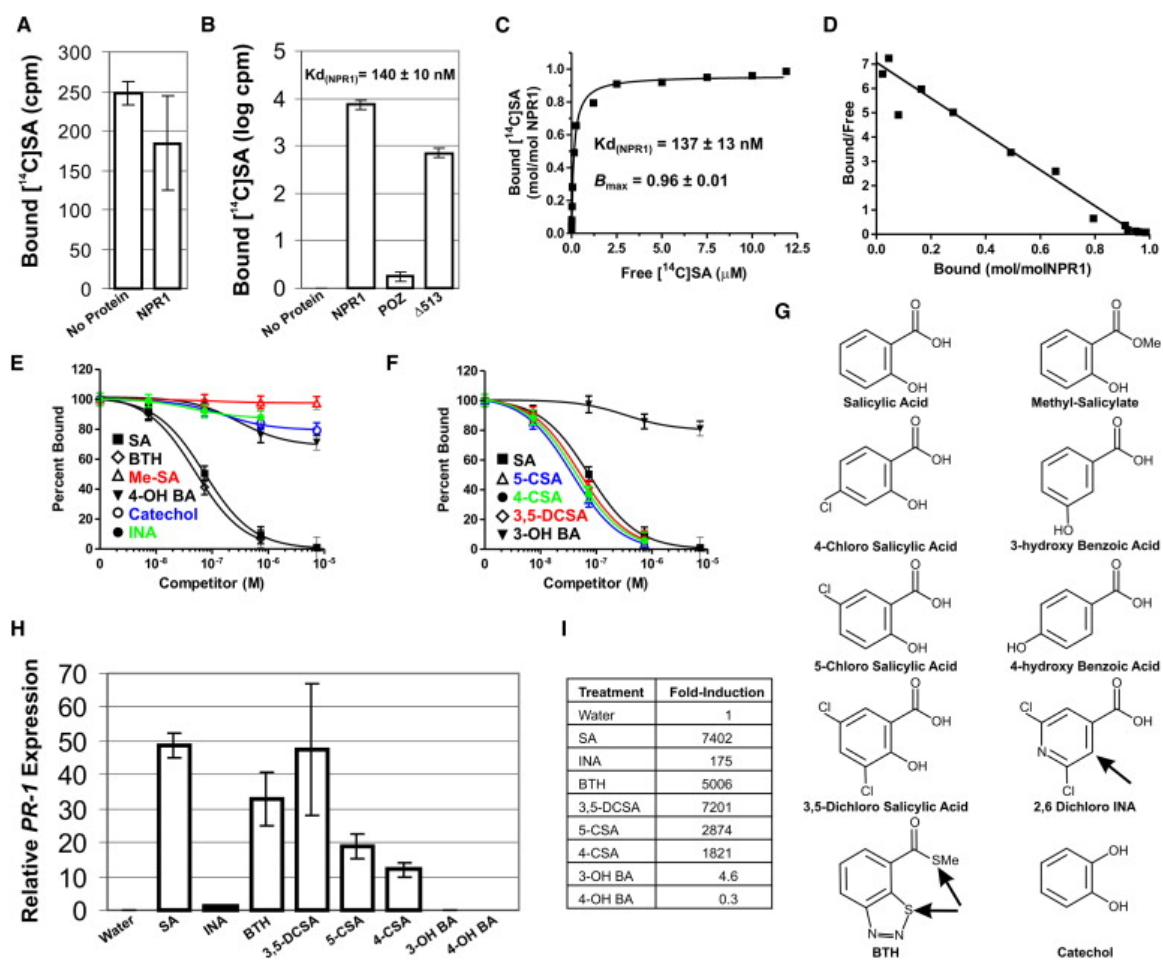 A
Bound [¹⁴C]SA (cpm)
300
250
200
150
100
50
0
No Protein
NPR1
B
Bound [¹⁴C]SA (log cpm)
5
4
3
2
1
0
Kd(NPR1)= 140 ± 10 nM
No Protein
NPR1
POZ
Δ513
C
Bound [¹⁴C]SA
(mol/mol NPR1)
1.0
0.8
0.6
0.4
0.2
0.0
Kd(NPR1) = 137 ± 13 nM
Bmax = 0.96 ± 0.01
0.0 2.5 5.0 7.5 10.0 12.5
Free [¹⁴C]SA (μM)
D
Bound/Free
7
6
5
4
3
2
1
0
0.0 0.2 0.4 0.6 0.8 1.0
Bound (mol/molNPR1)
E
Percent Bound
120
100
80
60
40
20
0
SA
BTH
Me-SA
4-OH BA
Catechol
INA
0 10⁻⁸ 10⁻⁷ 10⁻⁶ 10⁻⁵
Competitor (M)
F
Percent Bound
120
100
80
60
40
20
0
SA
5-CSA
4-CSA
3,5-DCSA
3-OH BA
0 10⁻⁸ 10⁻⁷ 10⁻⁶ 10⁻⁵
Competitor (M)
G
O
OH
OH
Salicylic Acid
O
OMe
OH
Methyl-Salicylate
O
OH
Cl
OH
4-Chloro Salicylic Acid
O
OH
HO
3-hydroxy Benzoic Acid
Cl
O
OH
OH
5-Chloro Salicylic Acid
O
OH
HO
4-hydroxy Benzoic Acid
Cl
O
OH
OH
Cl
3,5-Dichloro Salicylic Acid
Cl
O
OH
N
Cl
2,6 Dichloro INA
O
SMe
S
N=N
BTH
OH
OH
Catechol
H
Relative PR-1 Expression
70
60
50
40
30
20
10
0
Water
SA
INA
BTH
3,5-DCSA
5-CSA
4-CSA
3-OH BA
4-OH BA
I
Treatment Fold-Induction
Water 1
SA 7402
INA 175
BTH 5006
3,5-DCSA 7201
5-CSA 2874
4-CSA 1821
3-OH BA 4.6
4-OH BA 0.3